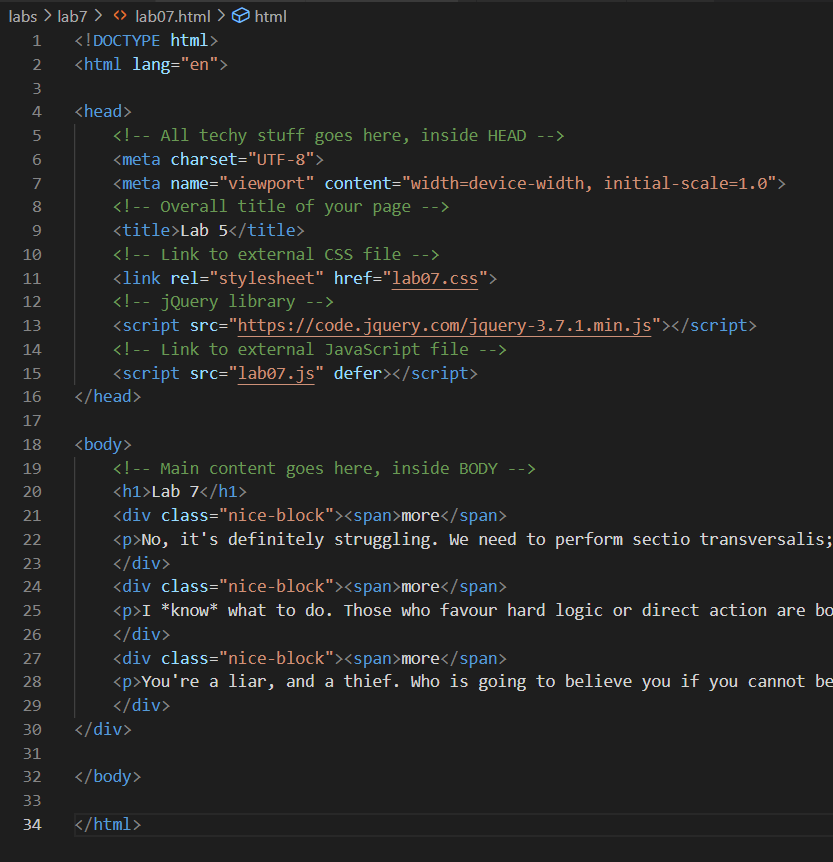 labs > lab7 > <> lab07.html > html
1 <!DOCTYPE html>
2 <html lang="en">
3
4 <head>
5     <!-- All techy stuff goes here, inside HEAD -->
6     <meta charset="UTF-8">
7     <meta name="viewport" content="width=device-width, initial-scale=1.0">
8     <!-- Overall title of your page -->
9     <title>Lab 5</title>
10     <!-- Link to external CSS file -->
11     <link rel="stylesheet" href="lab07.css">
12     <!-- jQuery library -->
13     <script src="https://code.jquery.com/jquery-3.7.1.min.js"></script>
14     <!-- Link to external JavaScript file -->
15     <script src="lab07.js" defer></script>
16 </head>
17
18 <body>
19     <!-- Main content goes here, inside BODY -->
20     <h1>Lab 7</h1>
21     <div class="nice-block"><span>more</span>
22     <p>No, it's definitely struggling. We need to perform sectio transversalis;
23     </div>
24     <div class="nice-block"><span>more</span>
25     <p>I *know* what to do. Those who favour hard logic or direct action are bo
26     </div>
27     <div class="nice-block"><span>more</span>
28     <p>You're a liar, and a thief. Who is going to believe you if you cannot be
29     </div>
30 </div>
31
32 </body>
33
34 </html>